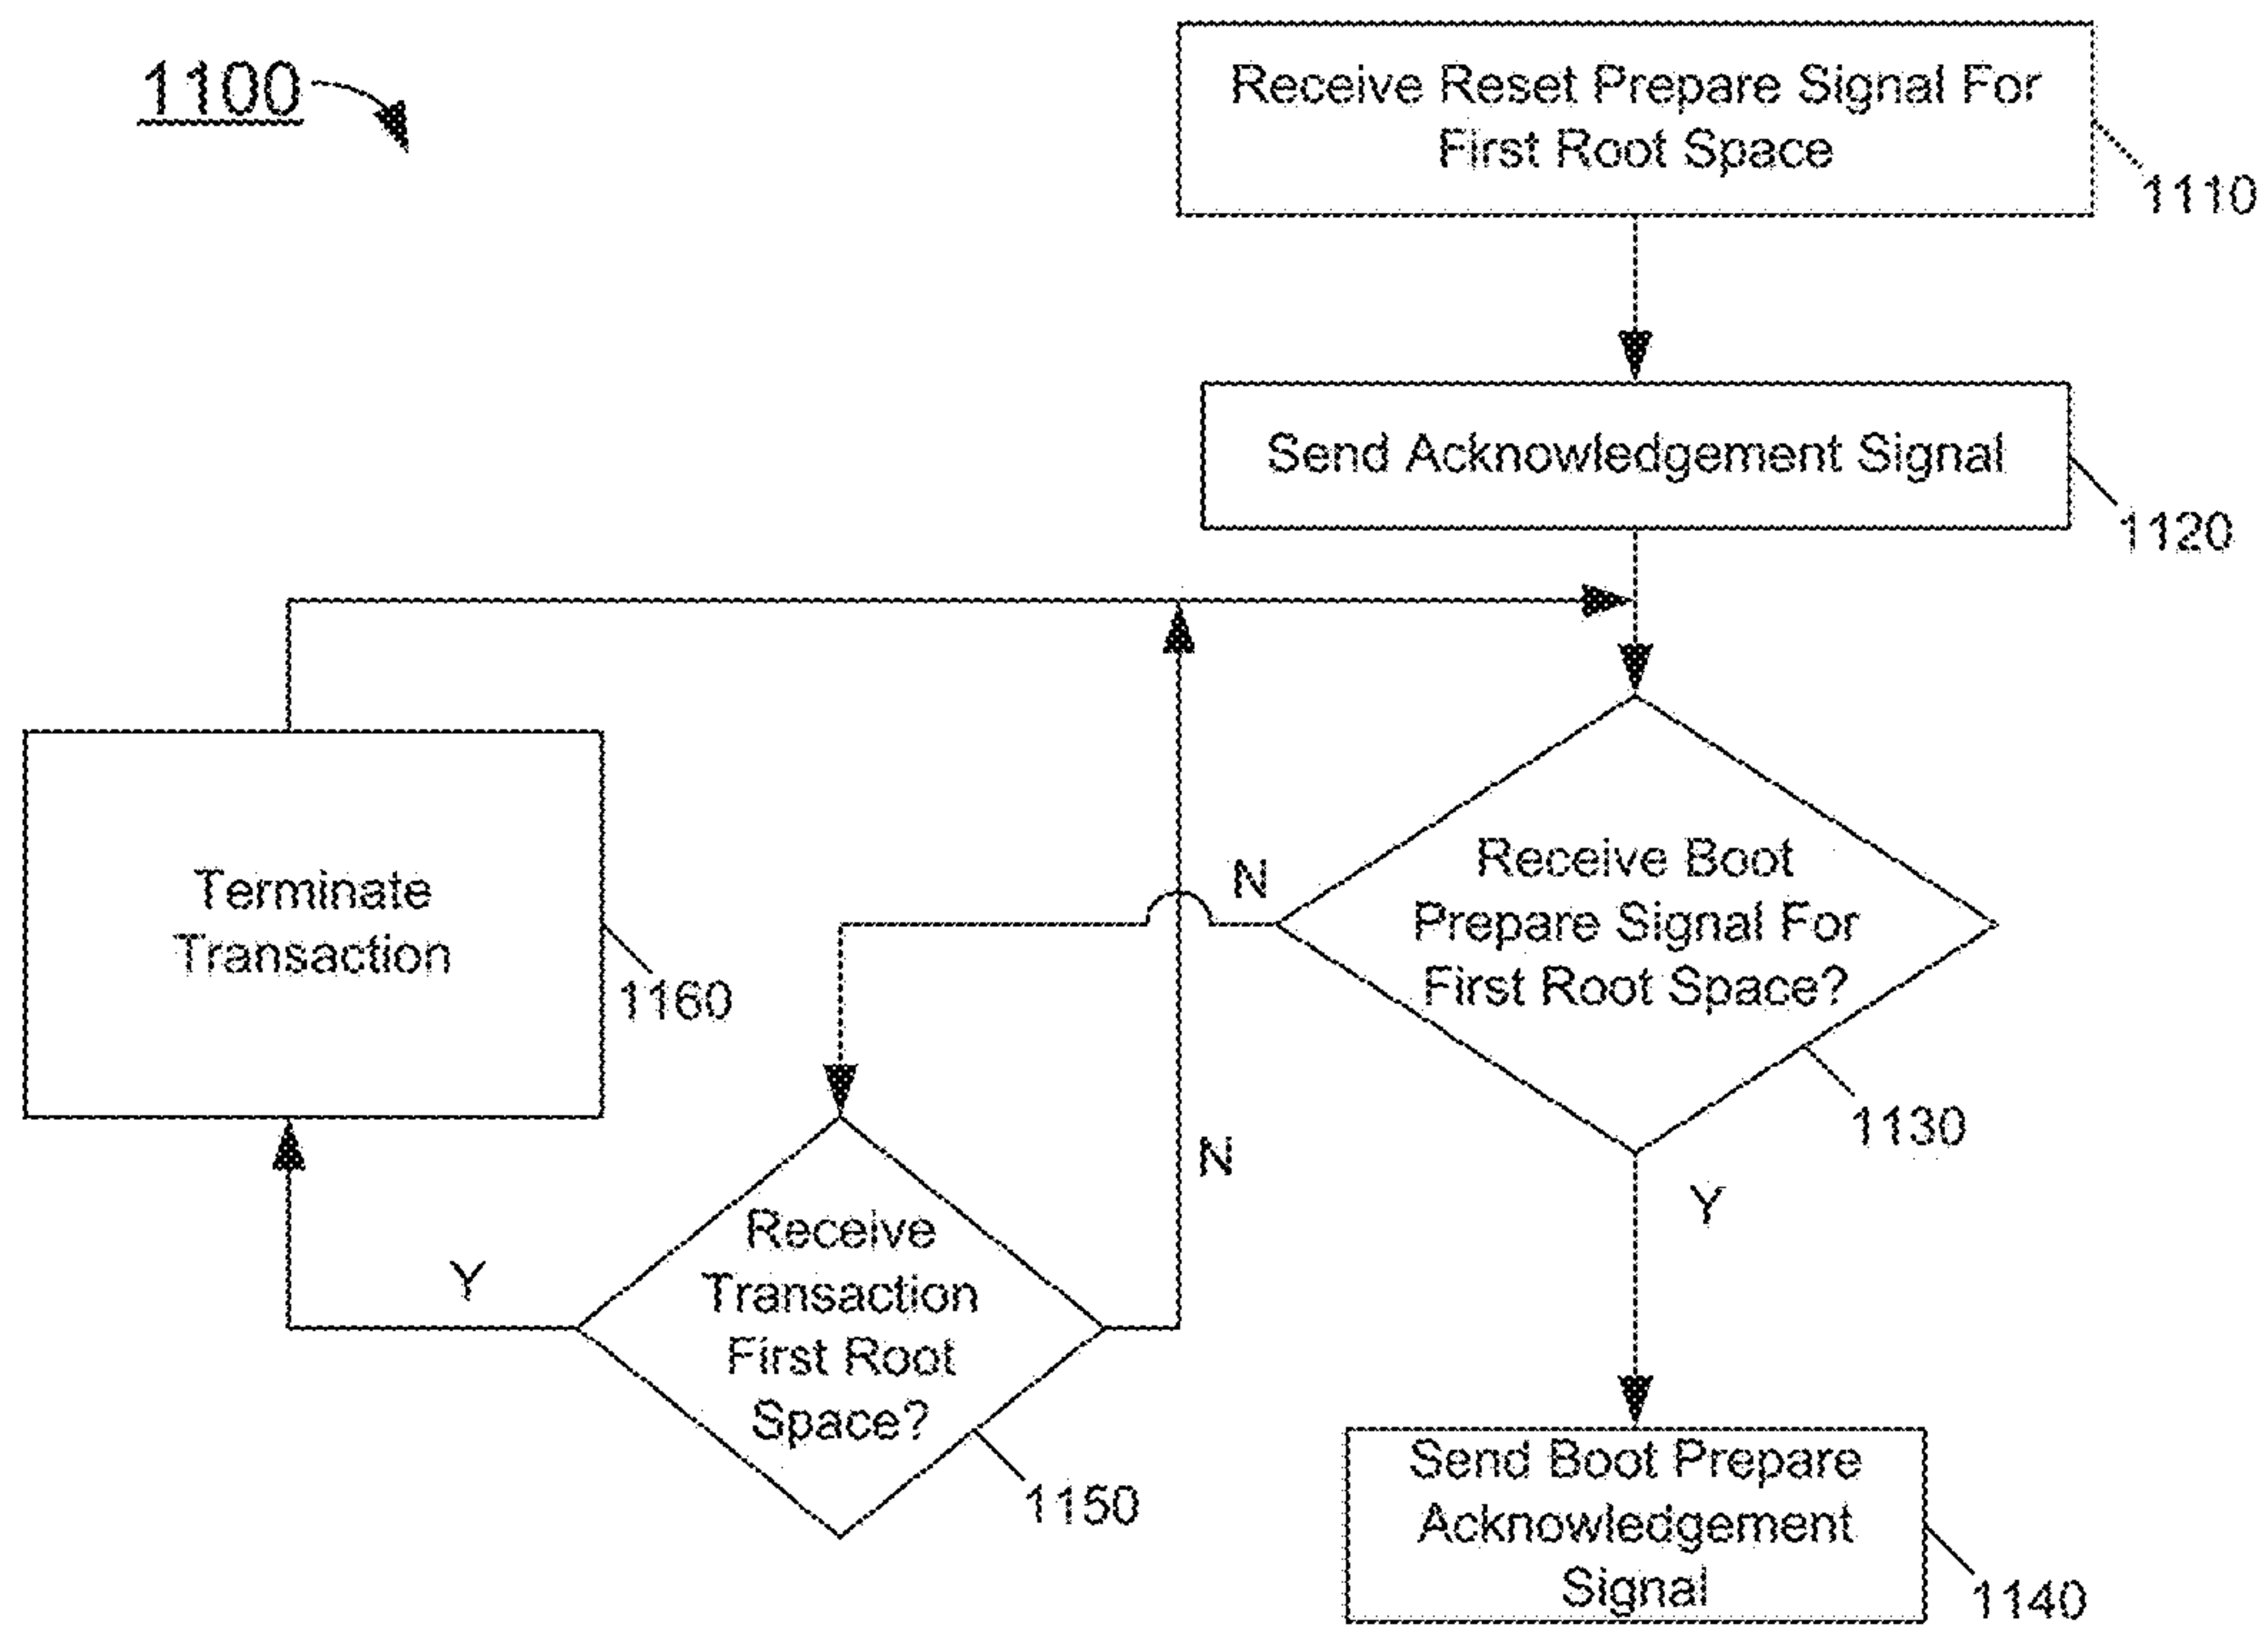 1100
Receive Reset Prepare Signal For
First Root Space
1110
Send Acknowledgement Signal
1120
Receive Boot
Prepare Signal For
First Root Space?
N
1130
Y
Terminate
Transaction
1160
Receive
Transaction
First Root
Space?
Y
N
1150
Send Boot Prepare
Acknowledgement
Signal
1140